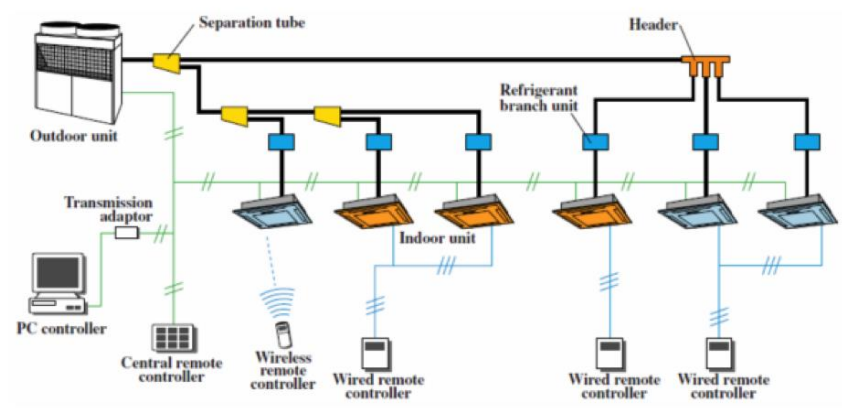 Separation tube
Header
Outdoor unit
Refrigerant
branch unit
Transmission
adaptor
Indoor unit
PC controller
Central remote
controller
Wireless
remote
controller
Wired remote
controller
Wired remote
controller
Wired remote
controller